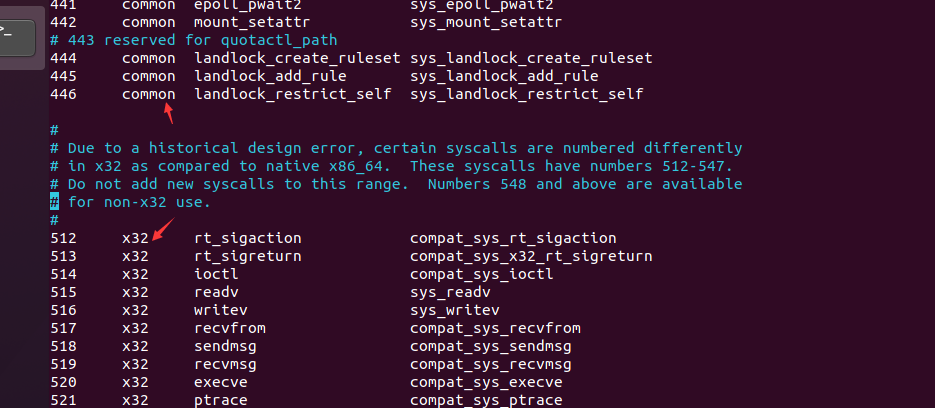 >_
441 common epoll_pwait2 sys_epoll_pwait2
442 common mount_setattr sys_mount_setattr
# 443 reserved for quotactl_path
444 common landlock_create_ruleset sys_landlock_create_ruleset
445 common landlock_add_rule sys_landlock_add_rule
446 common landlock_restrict_self sys_landlock_restrict_self
#
# Due to a historical design error, certain syscalls are numbered differently
# in x32 as compared to native x86_64. These syscalls have numbers 512-547.
# Do not add new syscalls to this range. Numbers 548 and above are available
# for non-x32 use.
#
512 x32 rt_sigaction compat_sys_rt_sigaction
513 x32 rt_sigreturn compat_sys_x32_rt_sigreturn
514 x32 ioctl compat_sys_ioctl
515 x32 readv sys_readv
516 x32 writev sys_writev
517 x32 recvfrom compat_sys_recvfrom
518 x32 sendmsg compat_sys_sendmsg
519 x32 recvmsg compat_sys_recvmsg
520 x32 execve compat_sys_execve
521 x32 ptrace compat_sys_ptrace